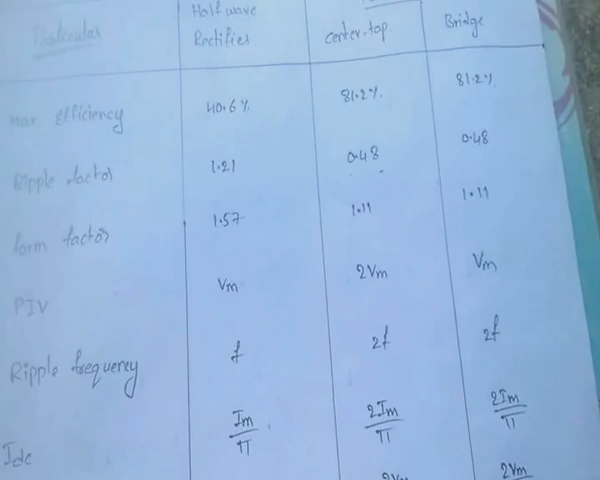 Particulars Half wave Rectifier Center-tap Bridge
Max Efficiency 40.6% 81.2% 81.2%
Ripple factor 1.21 0.48 0.48
form factor 1.57 1.11 1.11
PIV Vm 2Vm Vm
Ripple frequency f 2f 2f
Idc Im/π 2Im/π 2Im/π
2Vm